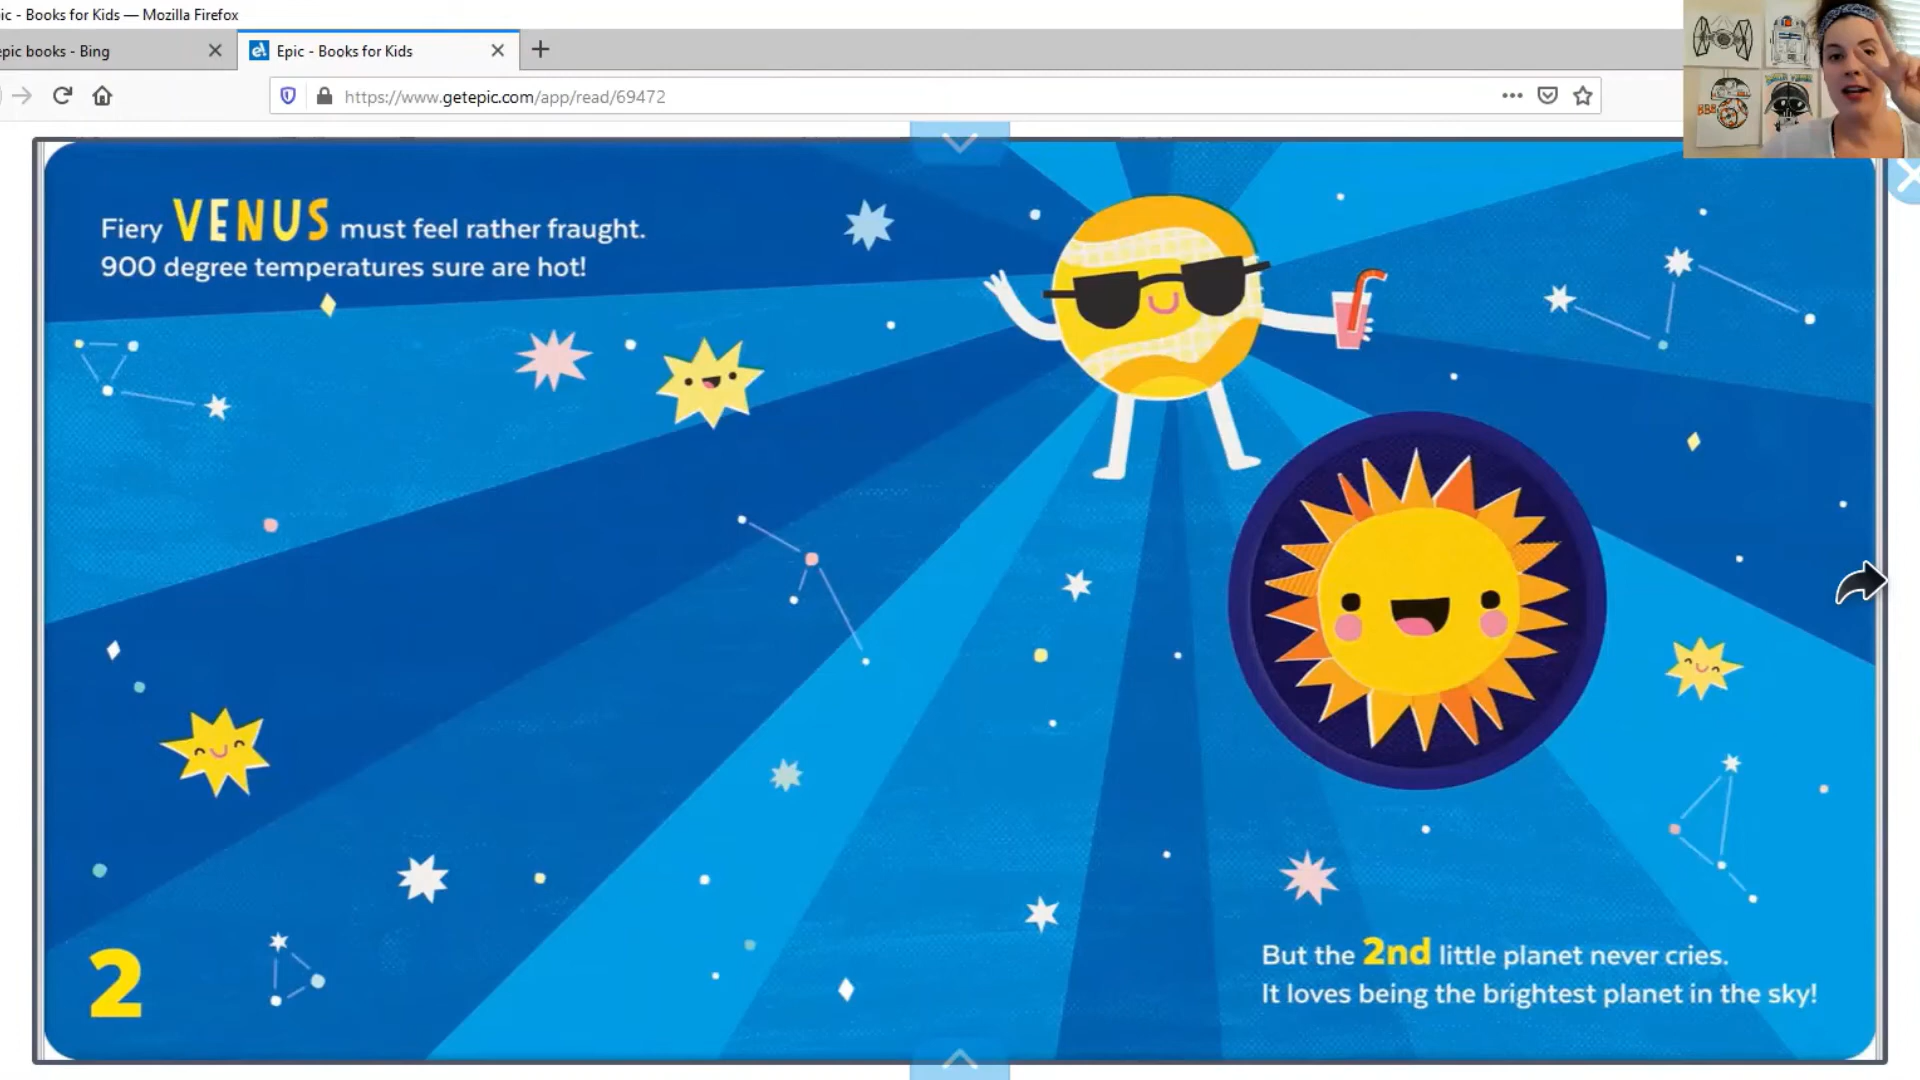 ic - Books for Kids — Mozilla Firefox
epic books - Bing
Epic - Books for Kids
https://www.getepic.com/app/read/69472
Fiery VENUS must feel rather fraught.
900 degree temperatures sure are hot!
2
But the 2nd little planet never cries.
It loves being the brightest planet in the sky!